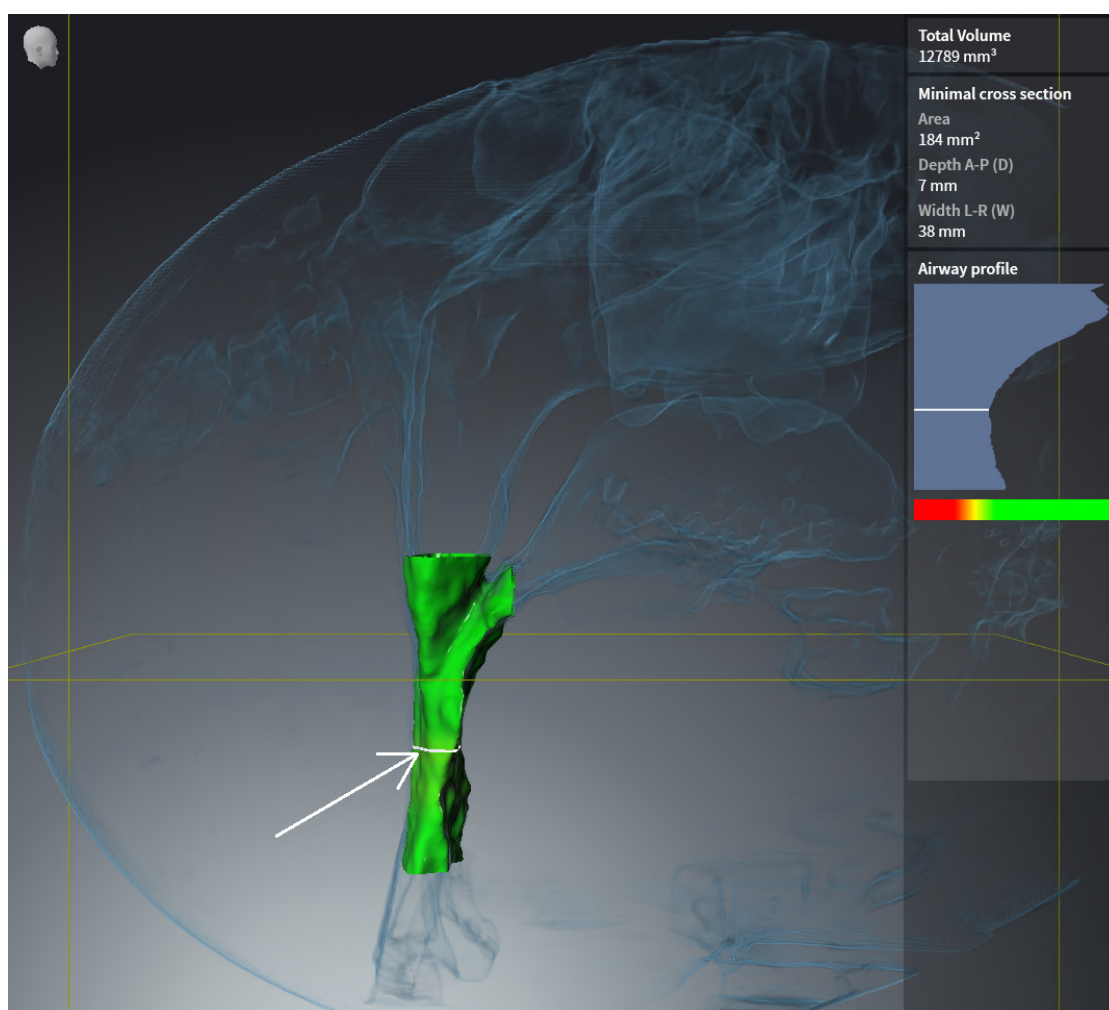 Total Volume
12789 mm³
Minimal cross section
Area
184 mm²
Depth A-P (D)
7 mm
Width L-R (W)
38 mm
Airway profile